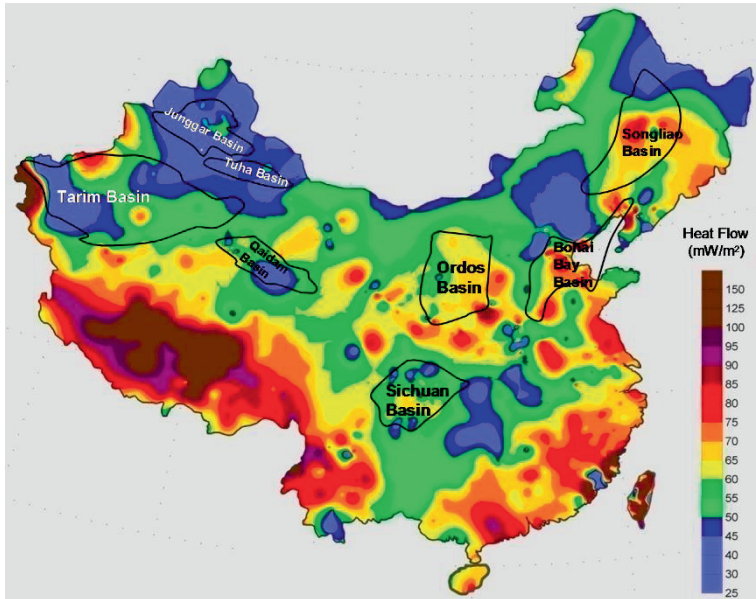 Junggar Basin
Tuha Basin
Tarim Basin
Qaidam
Basin
Ordos
Basin
Sichuan
Basin
Songliao
Basin
Bohai
Bay
Basin
Heat Flow
(mW/m²)
150
125
100
95
90
85
80
75
70
65
60
55
50
45
40
30
25